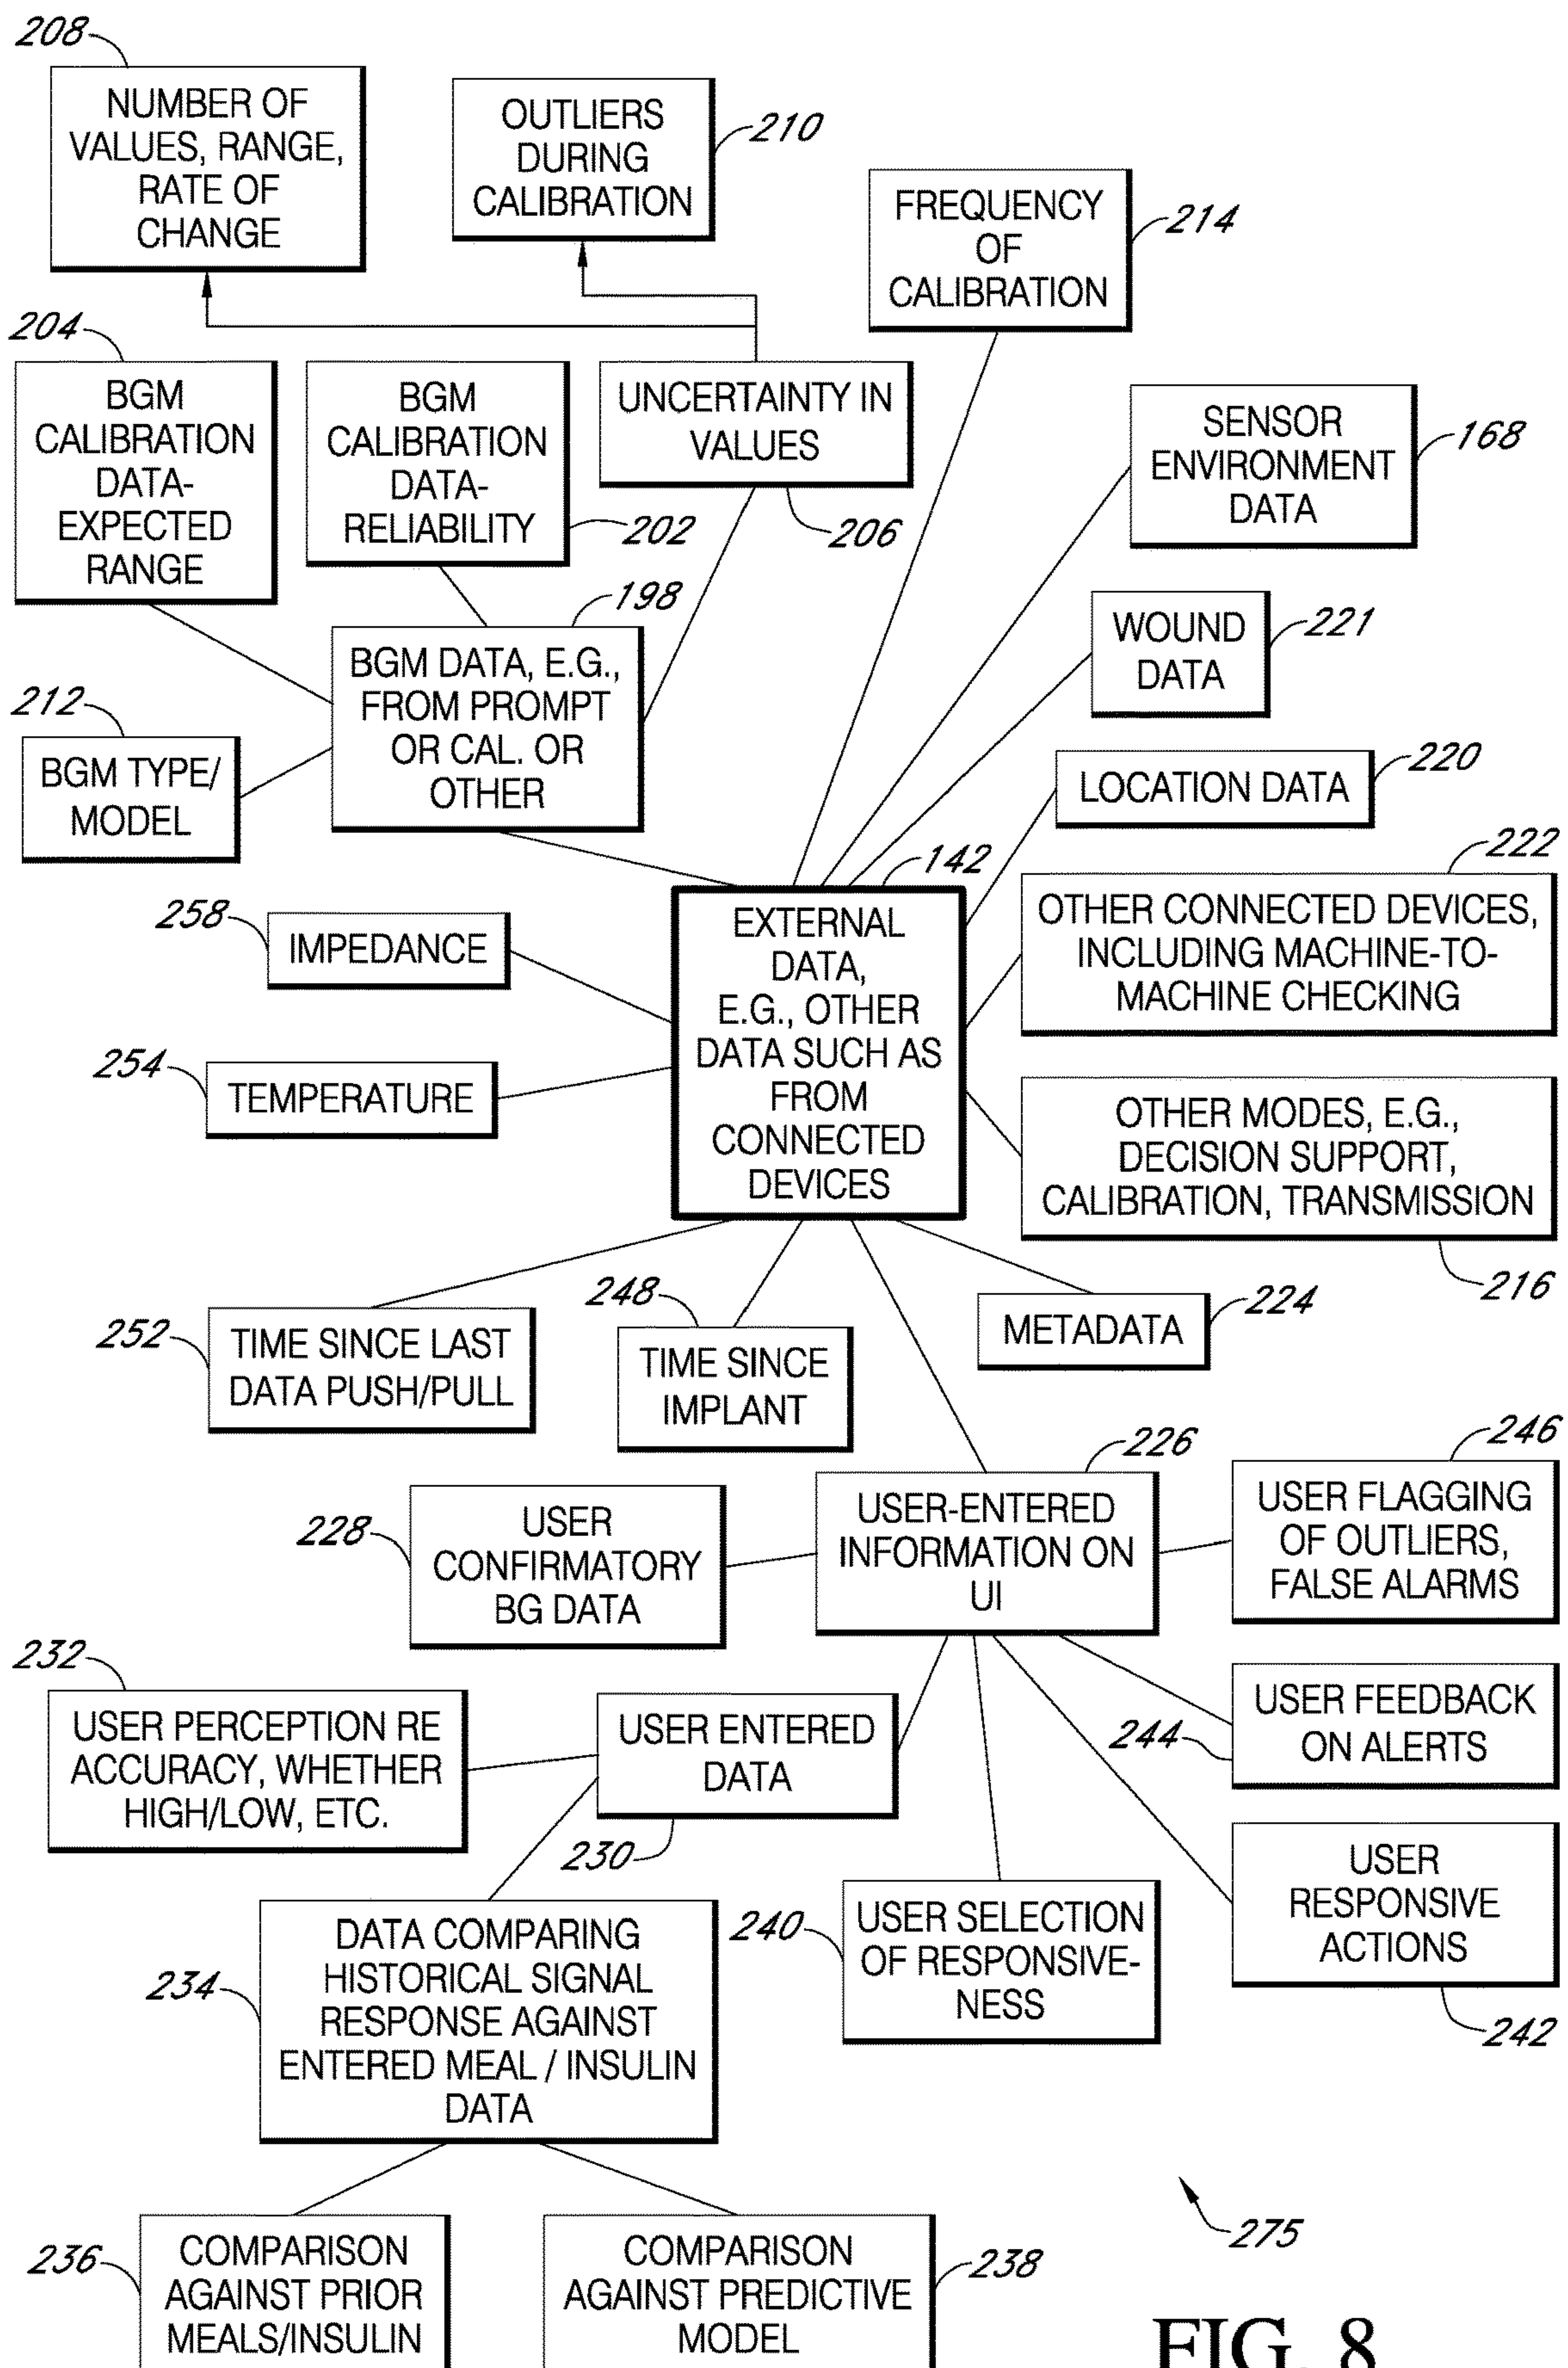 208
NUMBER OF
VALUES, RANGE,
RATE OF
CHANGE
OUTLIERS
DURING
CALIBRATION
210
FREQUENCY
OF
CALIBRATION
214
204
BGM
CALIBRATION
DATA-
EXPECTED
RANGE
BGM
CALIBRATION
DATA-
RELIABILITY
202
UNCERTAINTY IN
VALUES
206
SENSOR
ENVIRONMENT
DATA
168
198
BGM DATA, E.G.,
FROM PROMPT
OR CAL. OR
OTHER
WOUND
DATA
221
212
BGM TYPE/
MODEL
LOCATION DATA
220
142
EXTERNAL
DATA,
E.G., OTHER
DATA SUCH AS
FROM
CONNECTED
DEVICES
222
OTHER CONNECTED DEVICES,
INCLUDING MACHINE-TO-
MACHINE CHECKING
258
IMPEDANCE
254
TEMPERATURE
OTHER MODES, E.G.,
DECISION SUPPORT,
CALIBRATION, TRANSMISSION
216
252
TIME SINCE LAST
DATA PUSH/PULL
248
TIME SINCE
IMPLANT
METADATA
224
226
USER-ENTERED
INFORMATION ON
UI
228
USER
CONFIRMATORY
BG DATA
246
USER FLAGGING
OF OUTLIERS,
FALSE ALARMS
232
USER PERCEPTION RE
ACCURACY, WHETHER
HIGH/LOW, ETC.
USER ENTERED
DATA
230
USER FEEDBACK
ON ALERTS
244
234
DATA COMPARING
HISTORICAL SIGNAL
RESPONSE AGAINST
ENTERED MEAL / INSULIN
DATA
240
USER SELECTION
OF RESPONSIVE-
NESS
USER
RESPONSIVE
ACTIONS
242
236
COMPARISON
AGAINST PRIOR
MEALS/INSULIN
COMPARISON
AGAINST PREDICTIVE
MODEL
238
275
FIG. 8